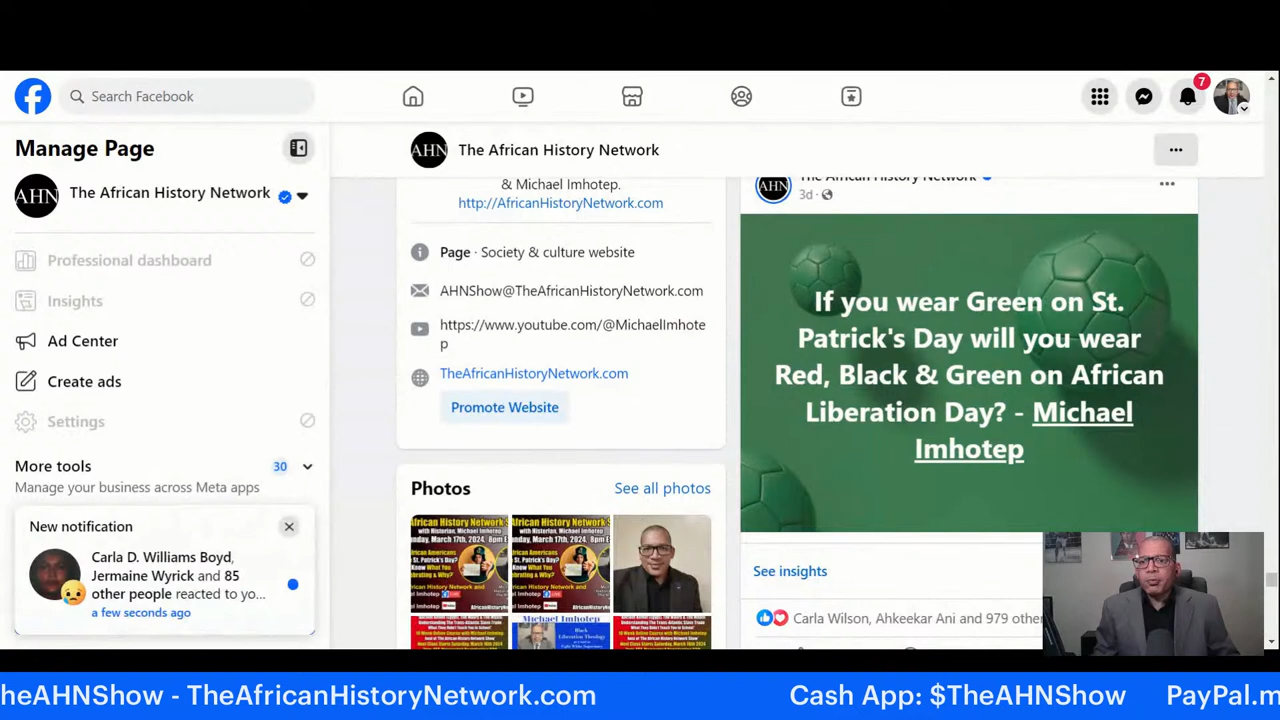 Search Facebook
7
Manage Page
AHN
The African History Network
Professional dashboard
Insights
Ad Center
Create ads
Settings
More tools
30
Manage your business across Meta apps
New notification
Carla D. Williams Boyd,
Jermaine Wyrick and 85
other people reacted to yo...
a few seconds ago
AHN
The African History Network
& Michael Imhotep.
http://AfricanHistoryNetwork.com
Page · Society & culture website
AHNShow@TheAfricanHistoryNetwork.com
https://www.youtube.com/@MichaelImhote
p
TheAfricanHistoryNetwork.com
Promote Website
Photos
See all photos
AHN
The African History Network
3d
If you wear Green on St.
Patrick's Day will you wear
Red, Black & Green on African
Liberation Day? - Michael
Imhotep
See insights
Carla Wilson, Ahkeekar Ani and 979 other
heAHNShow - TheAfricanHistoryNetwork.com
Cash App: $TheAHNShow
PayPal.m